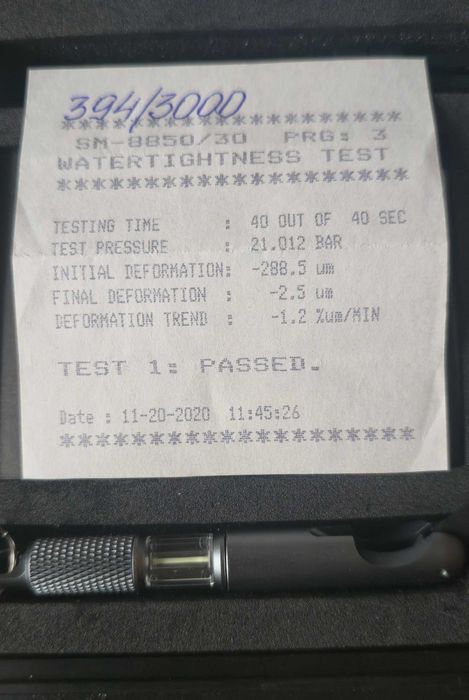 394/3000
*******************
SM-8850/30 PRG: 3
WATERTIGHTNESS TEST
*******************
TESTING TIME : 40 OUT OF 40 SEC
TEST PRESSURE : 21.012 BAR
INITIAL DEFORMATION: -288.5 um
FINAL DEFORMATION : -2.5 um
DEFORMATION TREND : -1.2 %um/MIN
TEST 1: PASSED.
Date : 11-20-2020 11:45:26
********************